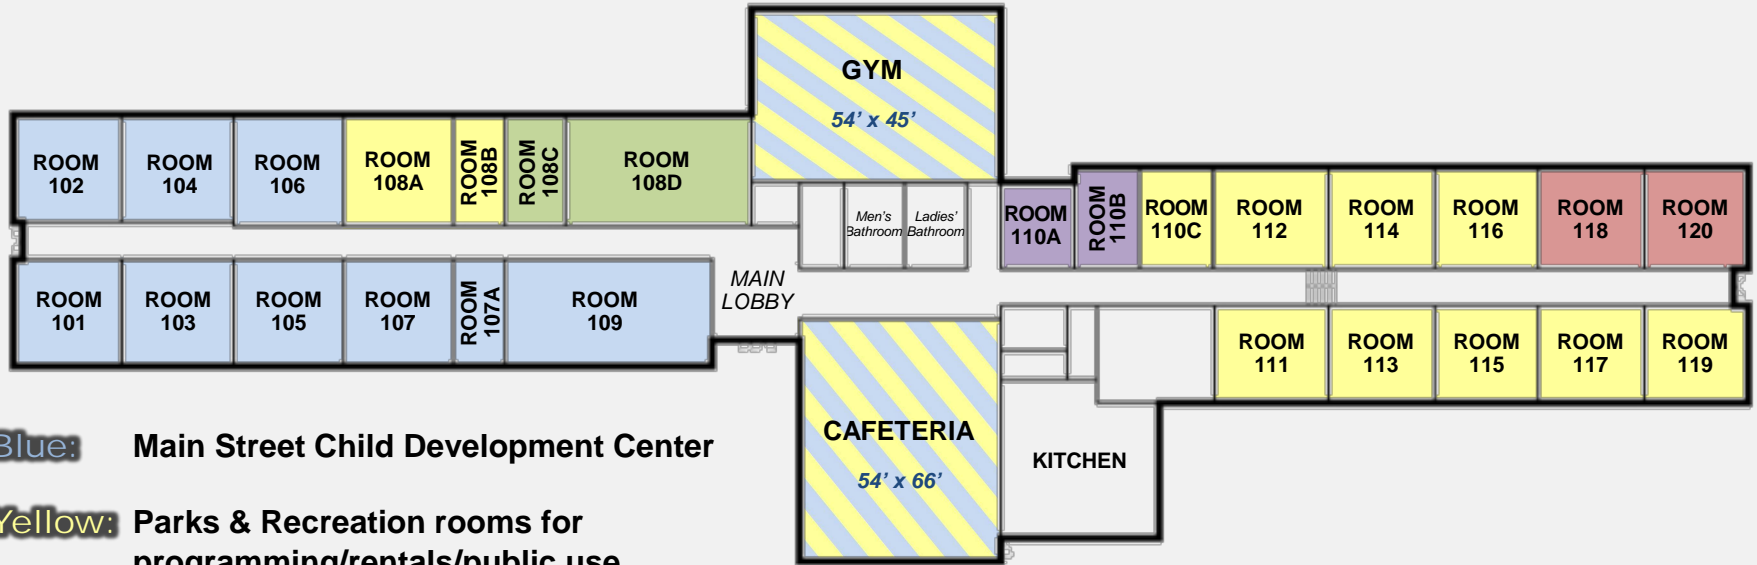 GYM
54' x 45'
ROOM
102
ROOM
104
ROOM
106
ROOM
108A
ROOM
108B
ROOM
108C
ROOM
108D
Men's
Bathroom
Ladies'
Bathroom
ROOM
110A
ROOM
110B
ROOM
110C
ROOM
112
ROOM
114
ROOM
116
ROOM
118
ROOM
120
ROOM
101
ROOM
103
ROOM
105
ROOM
107
ROOM
107A
ROOM
109
MAIN
LOBBY
ROOM
111
ROOM
113
ROOM
115
ROOM
117
ROOM
119
CAFETERIA
54' x 66'
KITCHEN
Blue: Main Street Child Development Center
Yellow: Parks & Recreation rooms for
programming/rentals/public use